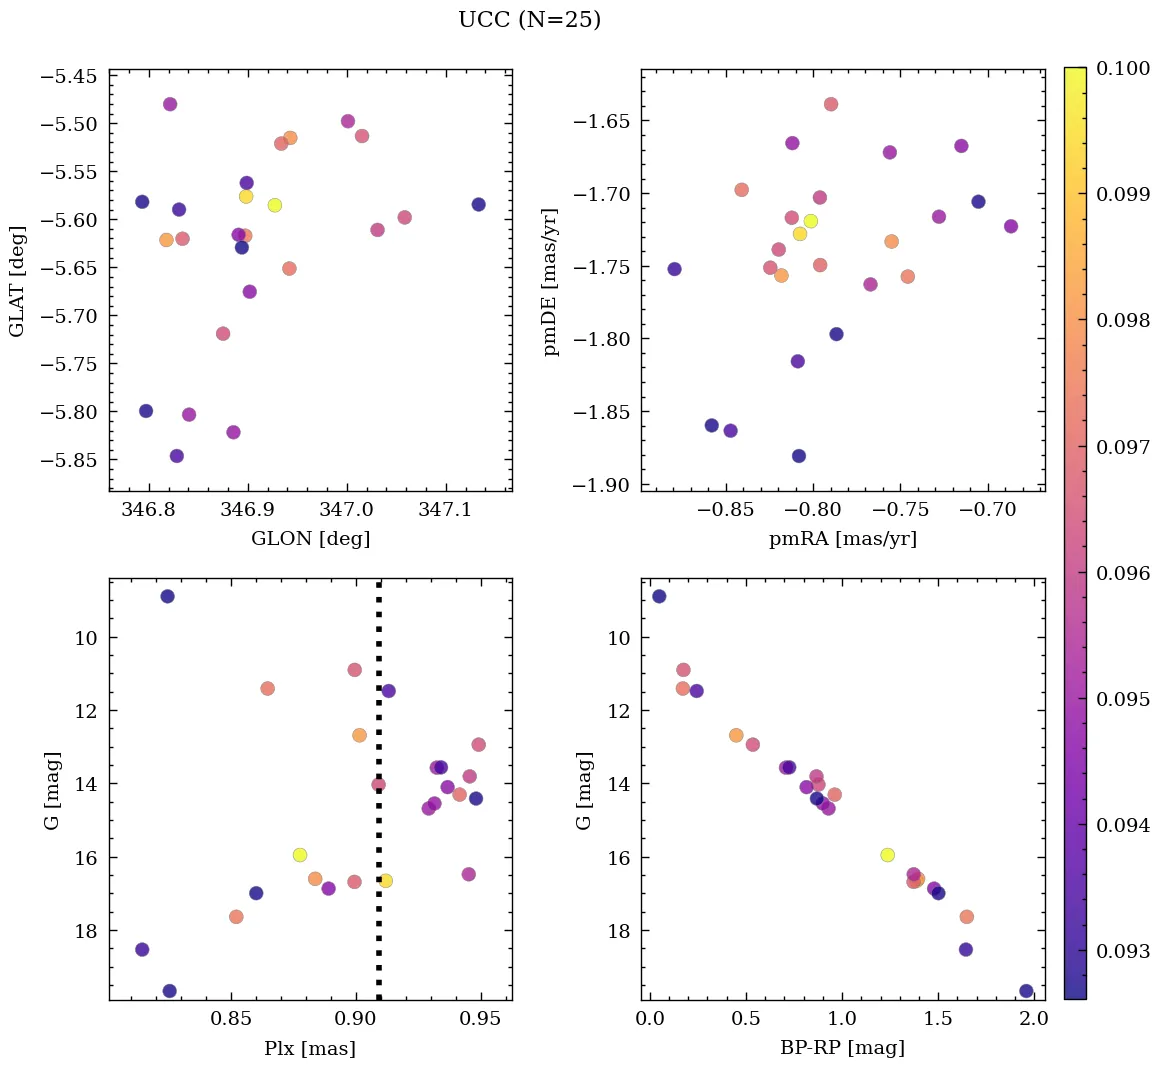 UCC (N=25)
−5.45
−5.50
−5.55
−5.60
−5.65
−5.70
−5.75
−5.80
−5.85
GLAT [deg]
346.8 346.9 347.0 347.1
GLON [deg]
−1.65
−1.70
−1.75
−1.80
−1.85
−1.90
pmDE [mas/yr]
−0.85 −0.80 −0.75 −0.70
pmRA [mas/yr]
10
12
14
16
18
G [mag]
0.85 0.90 0.95
Plx [mas]
10
12
14
16
18
G [mag]
0.0 0.5 1.0 1.5 2.0
BP-RP [mag]
0.100
0.099
0.098
0.097
0.096
0.095
0.094
0.093